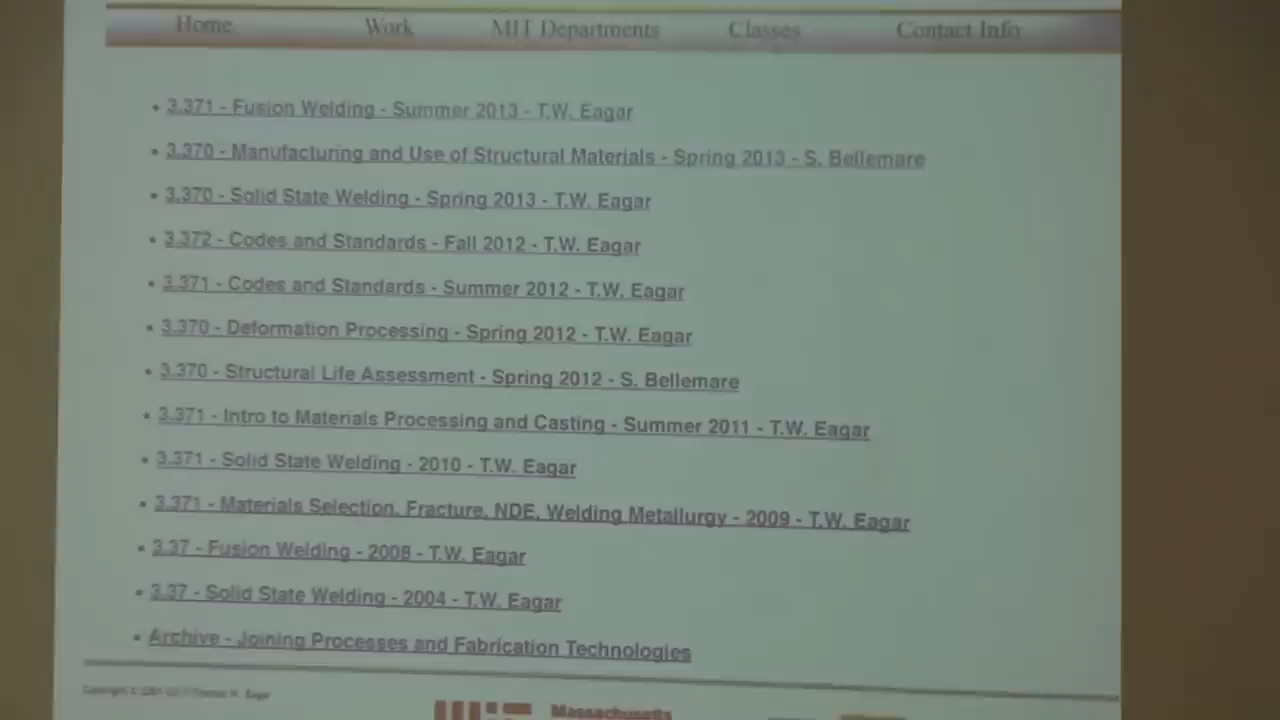 Home Work MIT Departments Classes Contact Info
• 3.371 - Fusion Welding - Summer 2013 - T.W. Eagar
• 3.370 - Manufacturing and Use of Structural Materials - Spring 2013 - S. Bellemare
• 3.370 - Solid State Welding - Spring 2013 - T.W. Eagar
• 3.372 - Codes and Standards - Fall 2012 - T.W. Eagar
• 3.371 - Codes and Standards - Summer 2012 - T.W. Eagar
• 3.370 - Deformation Processing - Spring 2012 - T.W. Eagar
• 3.370 - Structural Life Assessment - Spring 2012 - S. Bellemare
• 3.371 - Intro to Materials Processing and Casting - Summer 2011 - T.W. Eagar
• 3.371 - Solid State Welding - 2010 - T.W. Eagar
• 3.371 - Materials Selection, Fracture, NDE, Welding Metallurgy - 2009 - T.W. Eagar
• 3.37 - Fusion Welding - 2008 - T.W. Eagar
• 3.37 - Solid State Welding - 2004 - T.W. Eagar
• Archive - Joining Processes and Fabrication Technologies
Copyright Thomas Eagar
Massachusetts